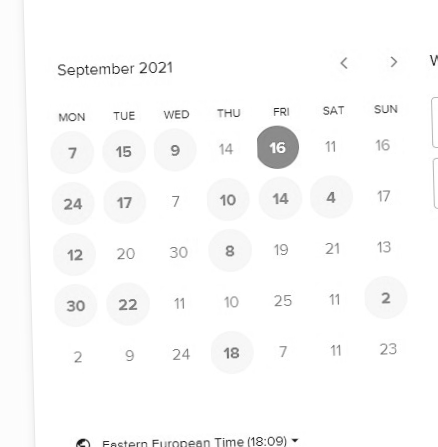 September 2021 < >
MON TUE WED THU FRI SAT SUN
7 15 9 14 16 11 16
24 17 7 10 14 4 17
12 20 30 8 19 21 13
30 22 11 10 25 11 2
2 9 24 18 7 11 23
Eastern European Time (18:09)